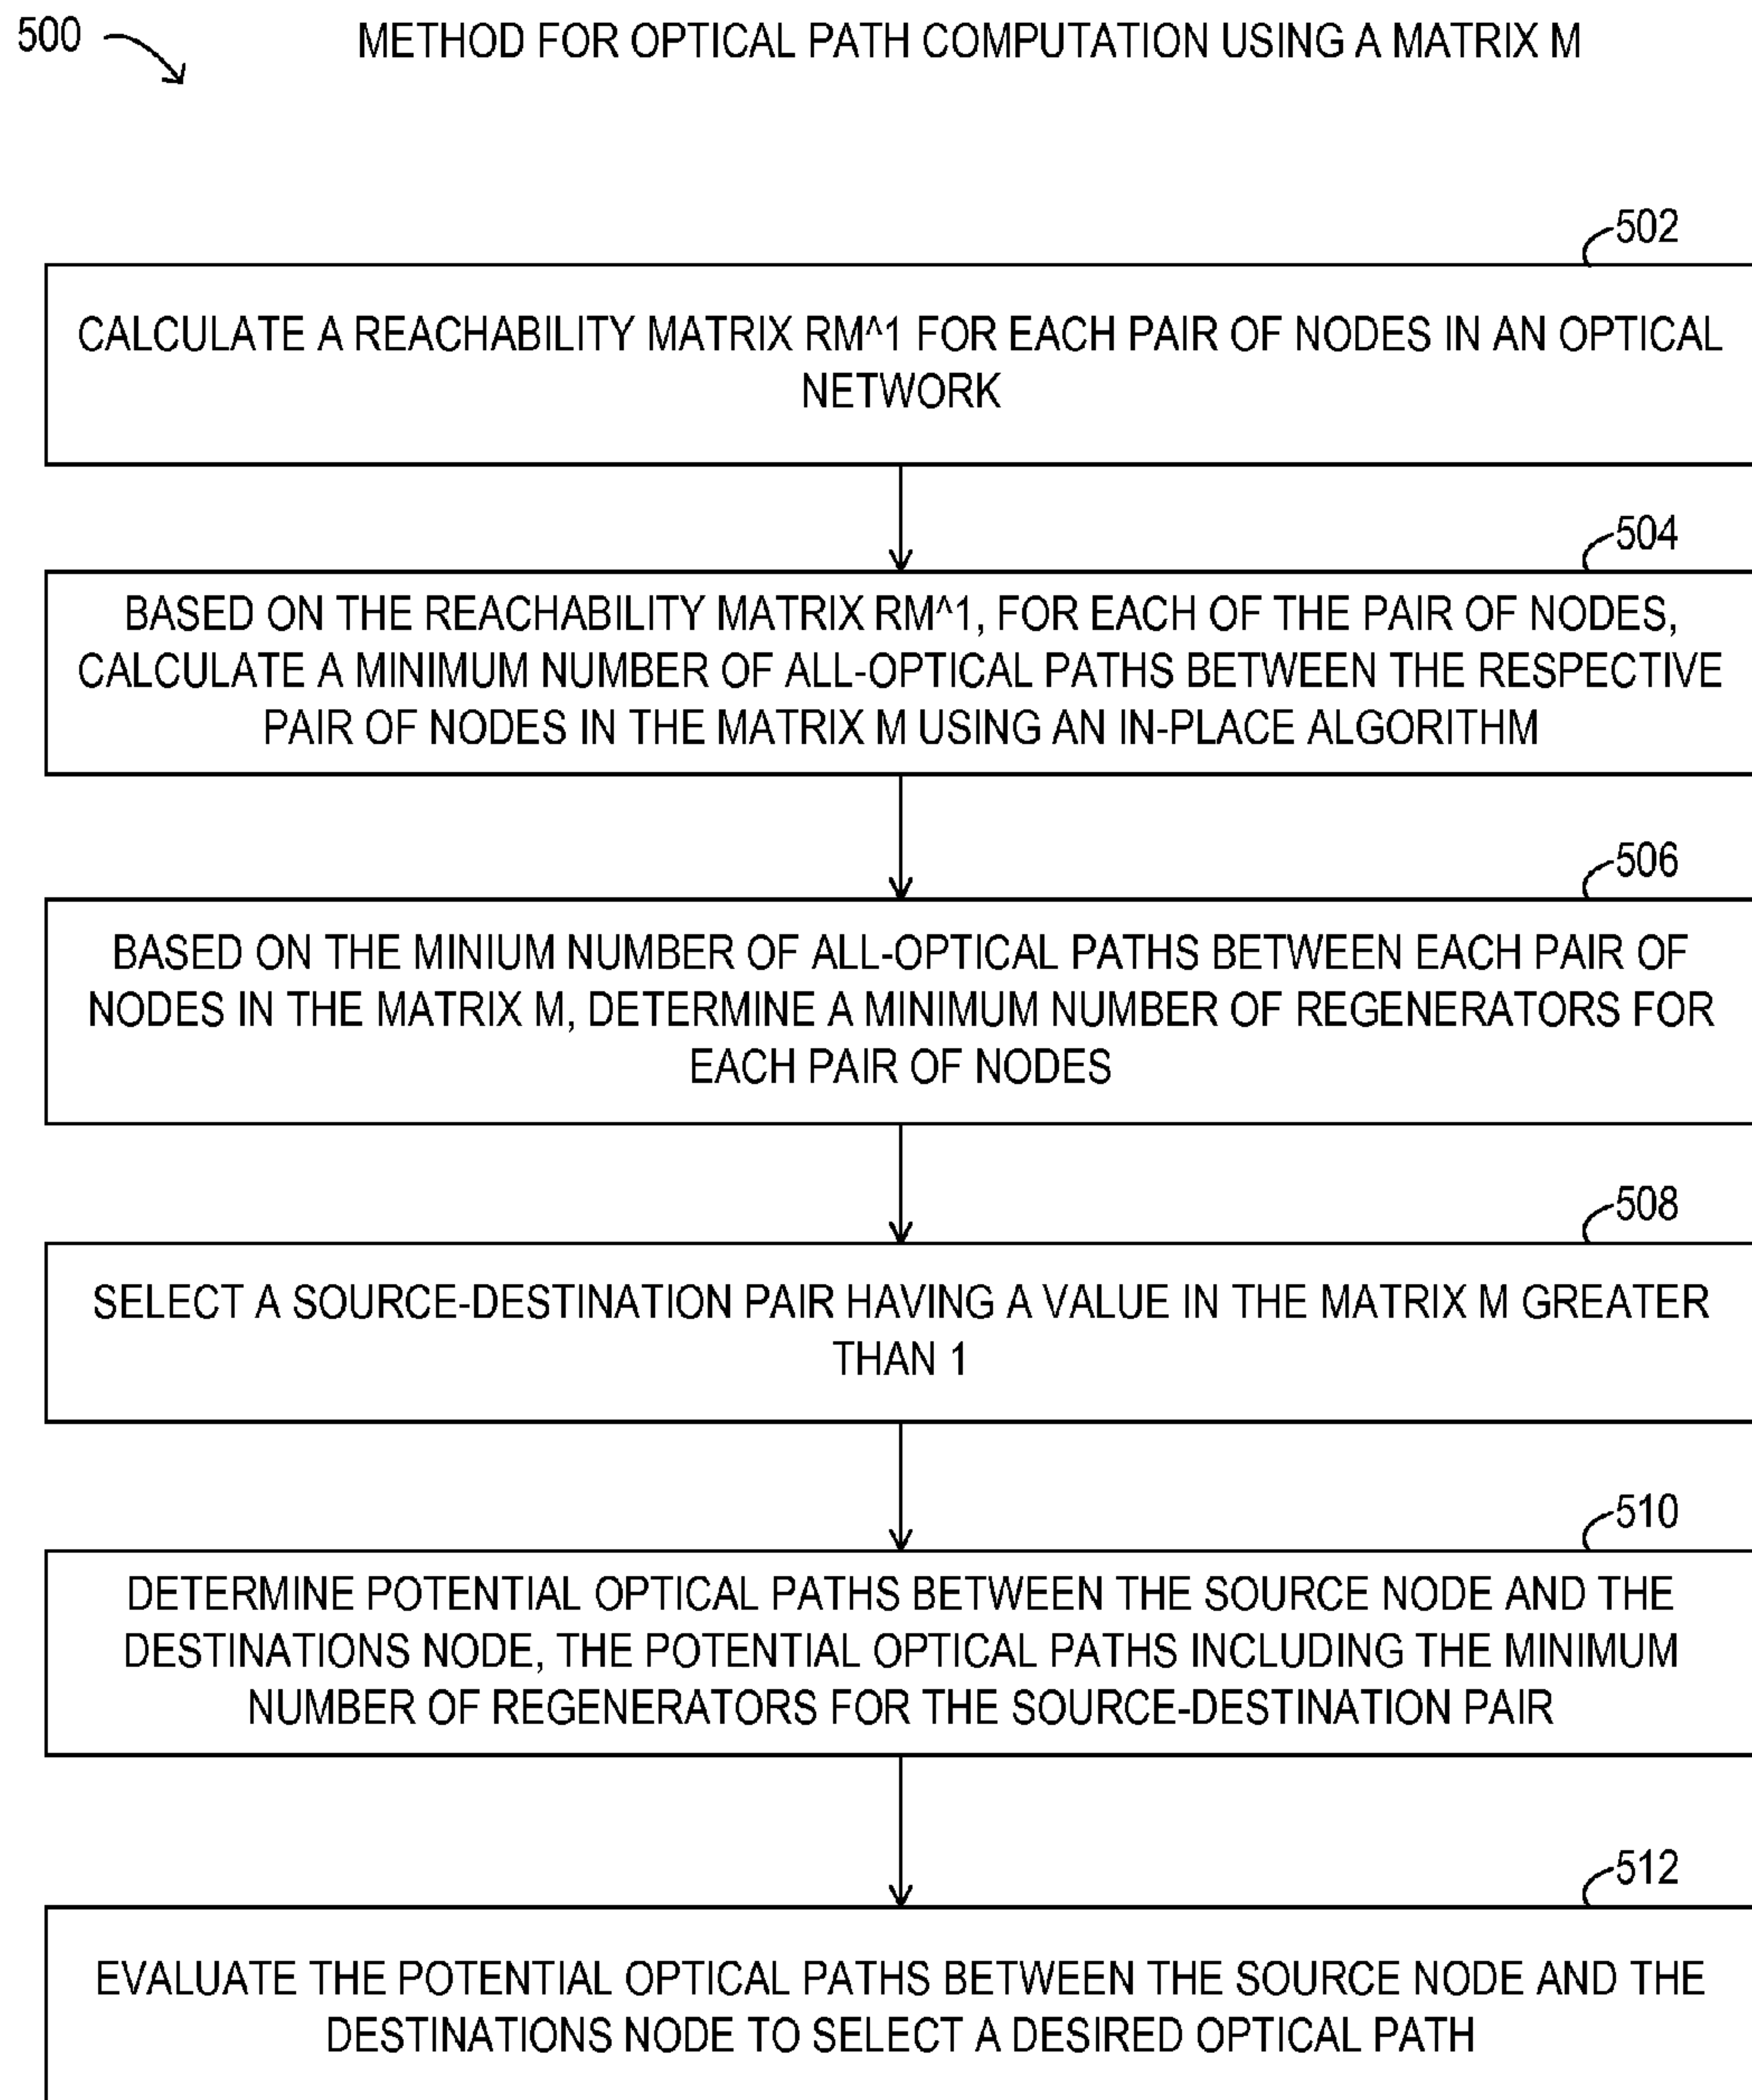 500
METHOD FOR OPTICAL PATH COMPUTATION USING A MATRIX M
502
CALCULATE A REACHABILITY MATRIX RM^1 FOR EACH PAIR OF NODES IN AN OPTICAL
NETWORK
504
BASED ON THE REACHABILITY MATRIX RM^1, FOR EACH OF THE PAIR OF NODES,
CALCULATE A MINIMUM NUMBER OF ALL-OPTICAL PATHS BETWEEN THE RESPECTIVE
PAIR OF NODES IN THE MATRIX M USING AN IN-PLACE ALGORITHM
506
BASED ON THE MINIUM NUMBER OF ALL-OPTICAL PATHS BETWEEN EACH PAIR OF
NODES IN THE MATRIX M, DETERMINE A MINIMUM NUMBER OF REGENERATORS FOR
EACH PAIR OF NODES
508
SELECT A SOURCE-DESTINATION PAIR HAVING A VALUE IN THE MATRIX M GREATER
THAN 1
510
DETERMINE POTENTIAL OPTICAL PATHS BETWEEN THE SOURCE NODE AND THE
DESTINATIONS NODE, THE POTENTIAL OPTICAL PATHS INCLUDING THE MINIMUM
NUMBER OF REGENERATORS FOR THE SOURCE-DESTINATION PAIR
512
EVALUATE THE POTENTIAL OPTICAL PATHS BETWEEN THE SOURCE NODE AND THE
DESTINATIONS NODE TO SELECT A DESIRED OPTICAL PATH